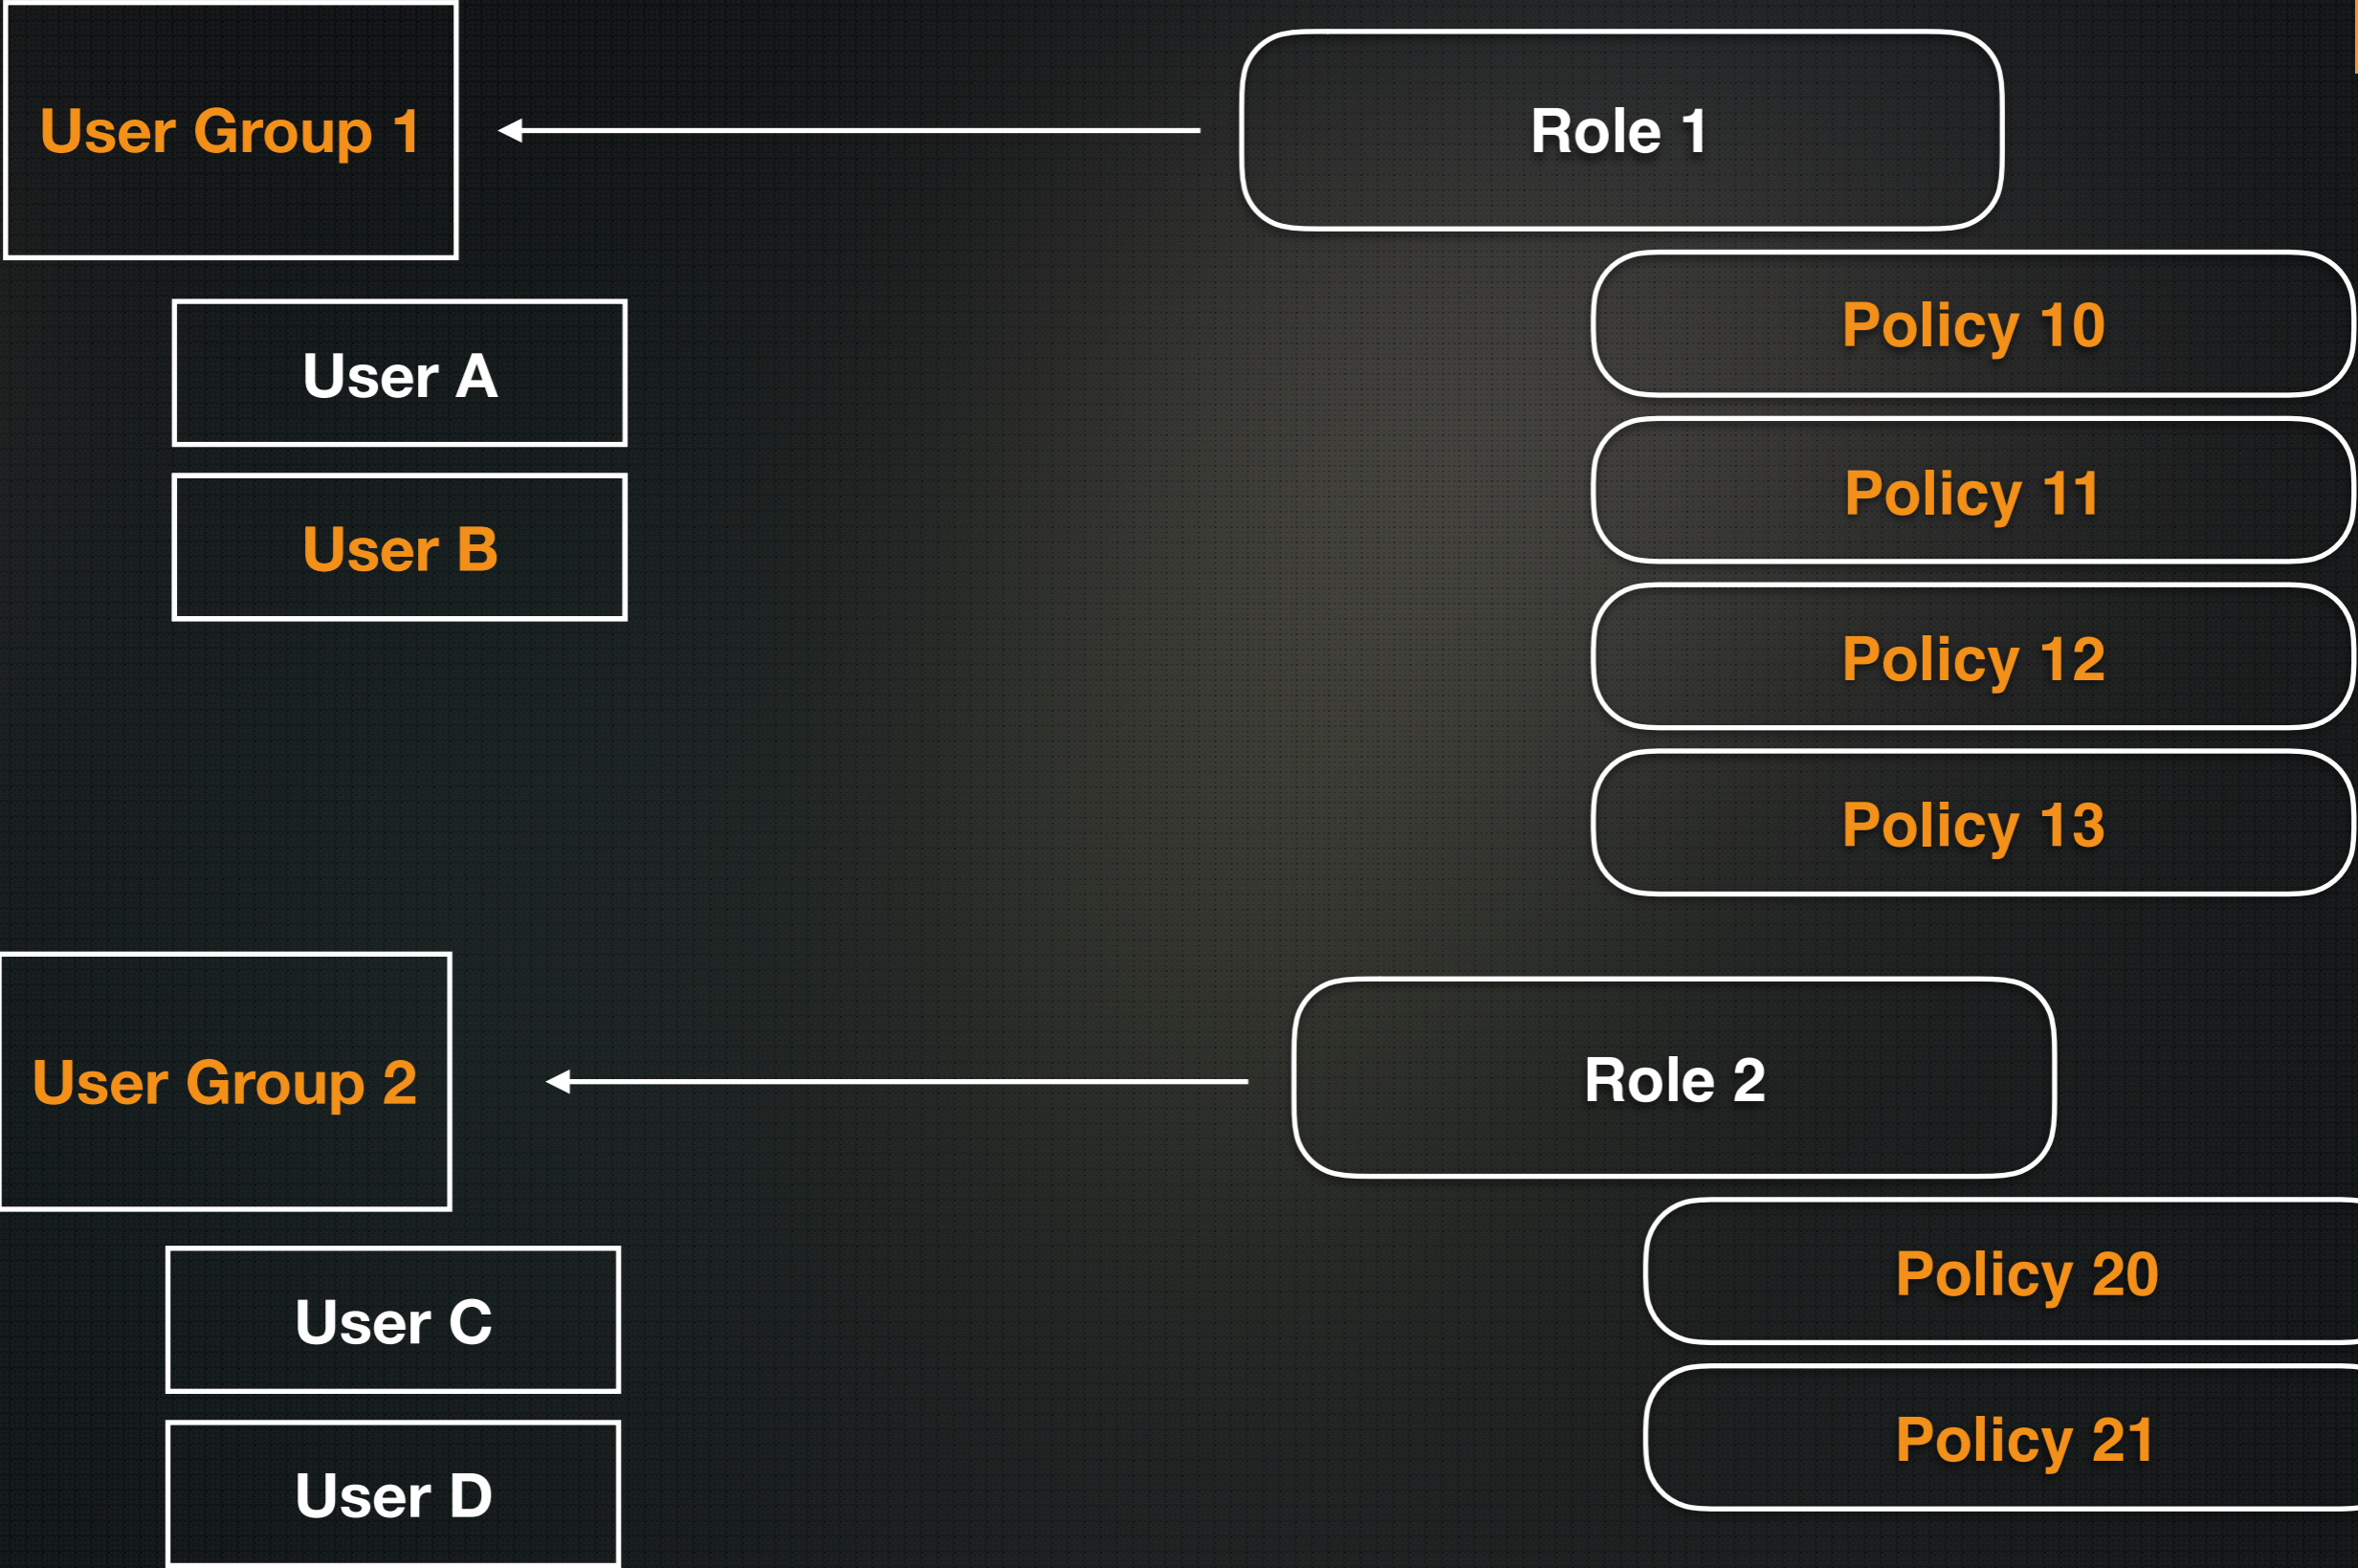 User Group 1
Role 1
User A
User B
Policy 10
Policy 11
Policy 12
Policy 13
User Group 2
Role 2
User C
User D
Policy 20
Policy 21